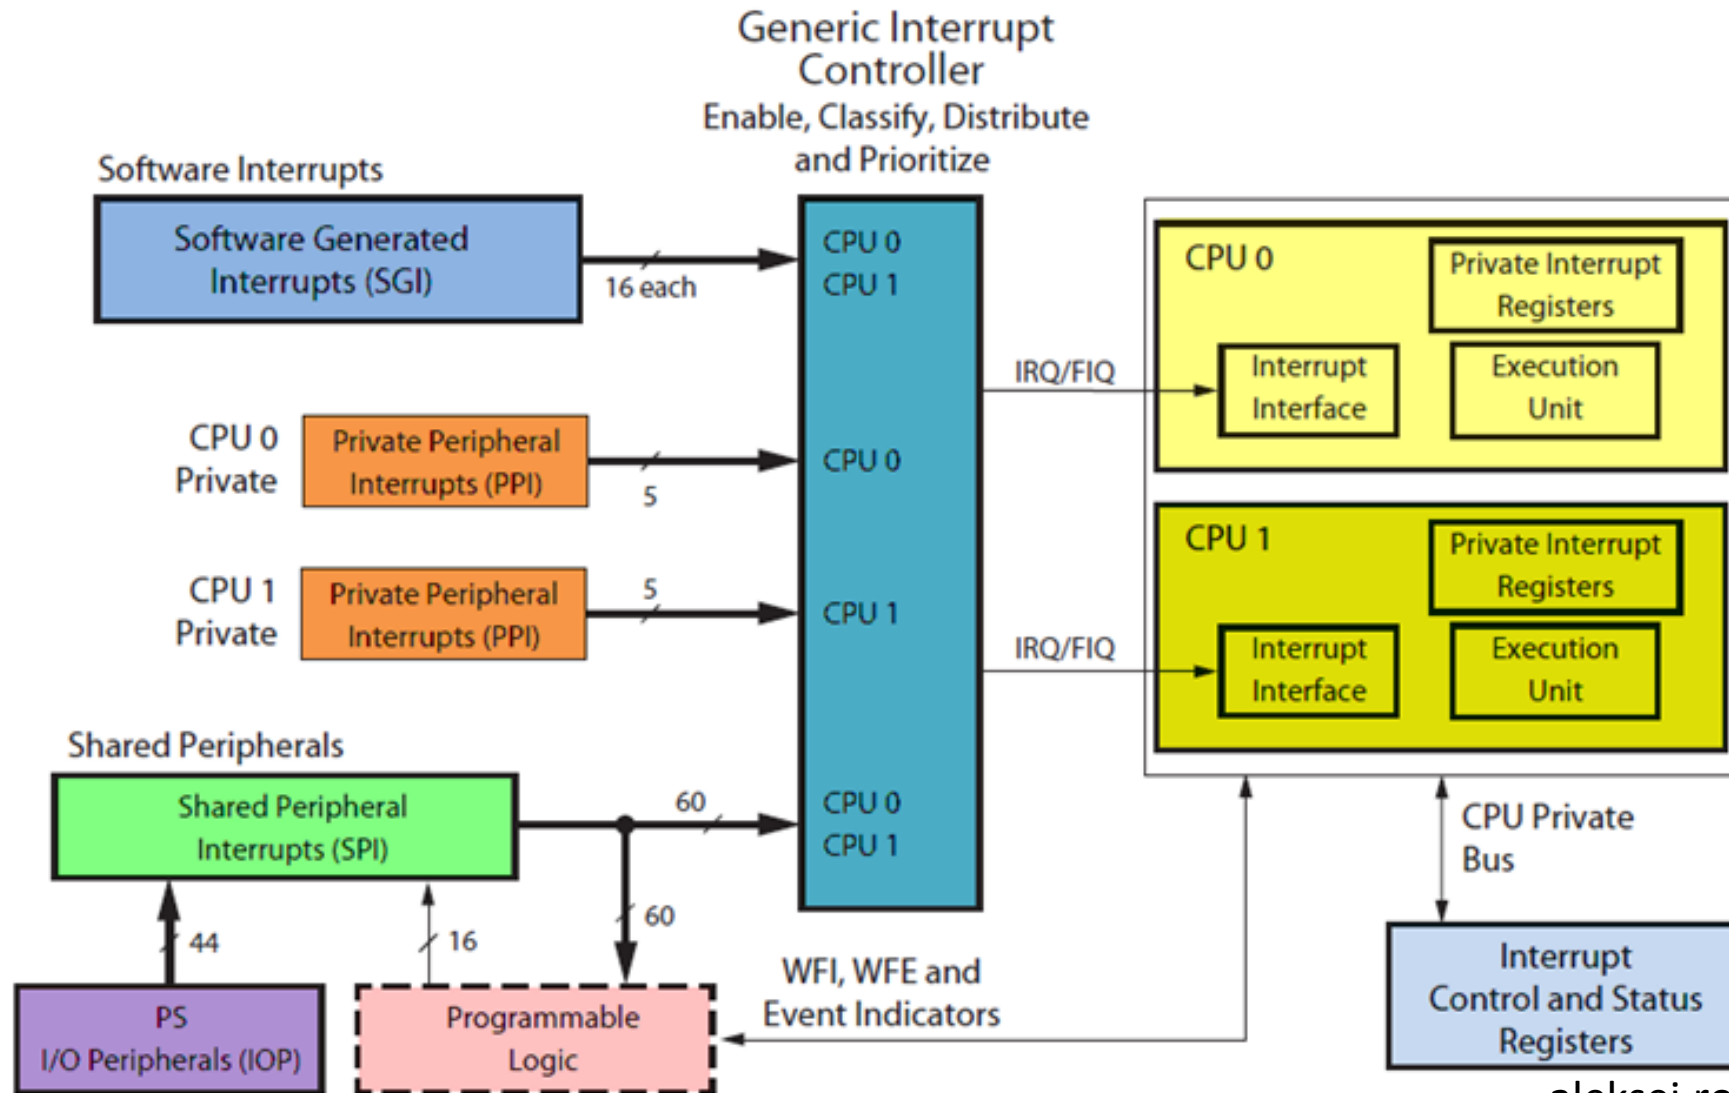 Generic Interrupt
Controller
Enable, Classify, Distribute
and Prioritize
Software Interrupts
Software Generated
Interrupts (SGI)
16 each
CPU 0
CPU 1
CPU 0
Private Interrupt
Registers
IRQ/FIQ
Interrupt
Interface
Execution
Unit
CPU 0
Private
Private Peripheral
Interrupts (PPI)
5
CPU 0
CPU 1
Private Interrupt
Registers
CPU 1
Private
Private Peripheral
Interrupts (PPI)
5
CPU 1
IRQ/FIQ
Interrupt
Interface
Execution
Unit
Shared Peripherals
Shared Peripheral
Interrupts (SPI)
60
CPU 0
CPU 1
CPU Private
Bus
44
16
60
PS
I/O Peripherals (IOP)
Programmable
Logic
WFI, WFE and
Event Indicators
Interrupt
Control and Status
Registers